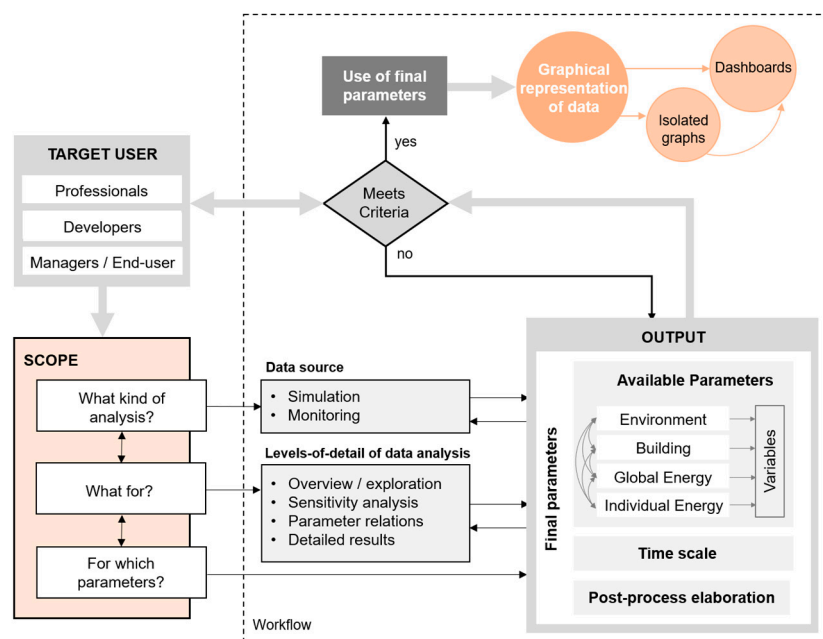 Use of final
parameters
Graphical
representation
of data
Dashboards
Isolated
graphs
yes
TARGET USER
Professionals
Developers
Managers / End-user
Meets
Criteria
no
SCOPE
What kind of
analysis?
What for?
For which
parameters?
Data source
• Simulation
• Monitoring
Levels-of-detail of data analysis
• Overview / exploration
• Sensitivity analysis
• Parameter relations
• Detailed results
OUTPUT
Final parameters
Available Parameters
Environment
Building
Global Energy
Individual Energy
Variables
Time scale
Post-process elaboration
Workflow